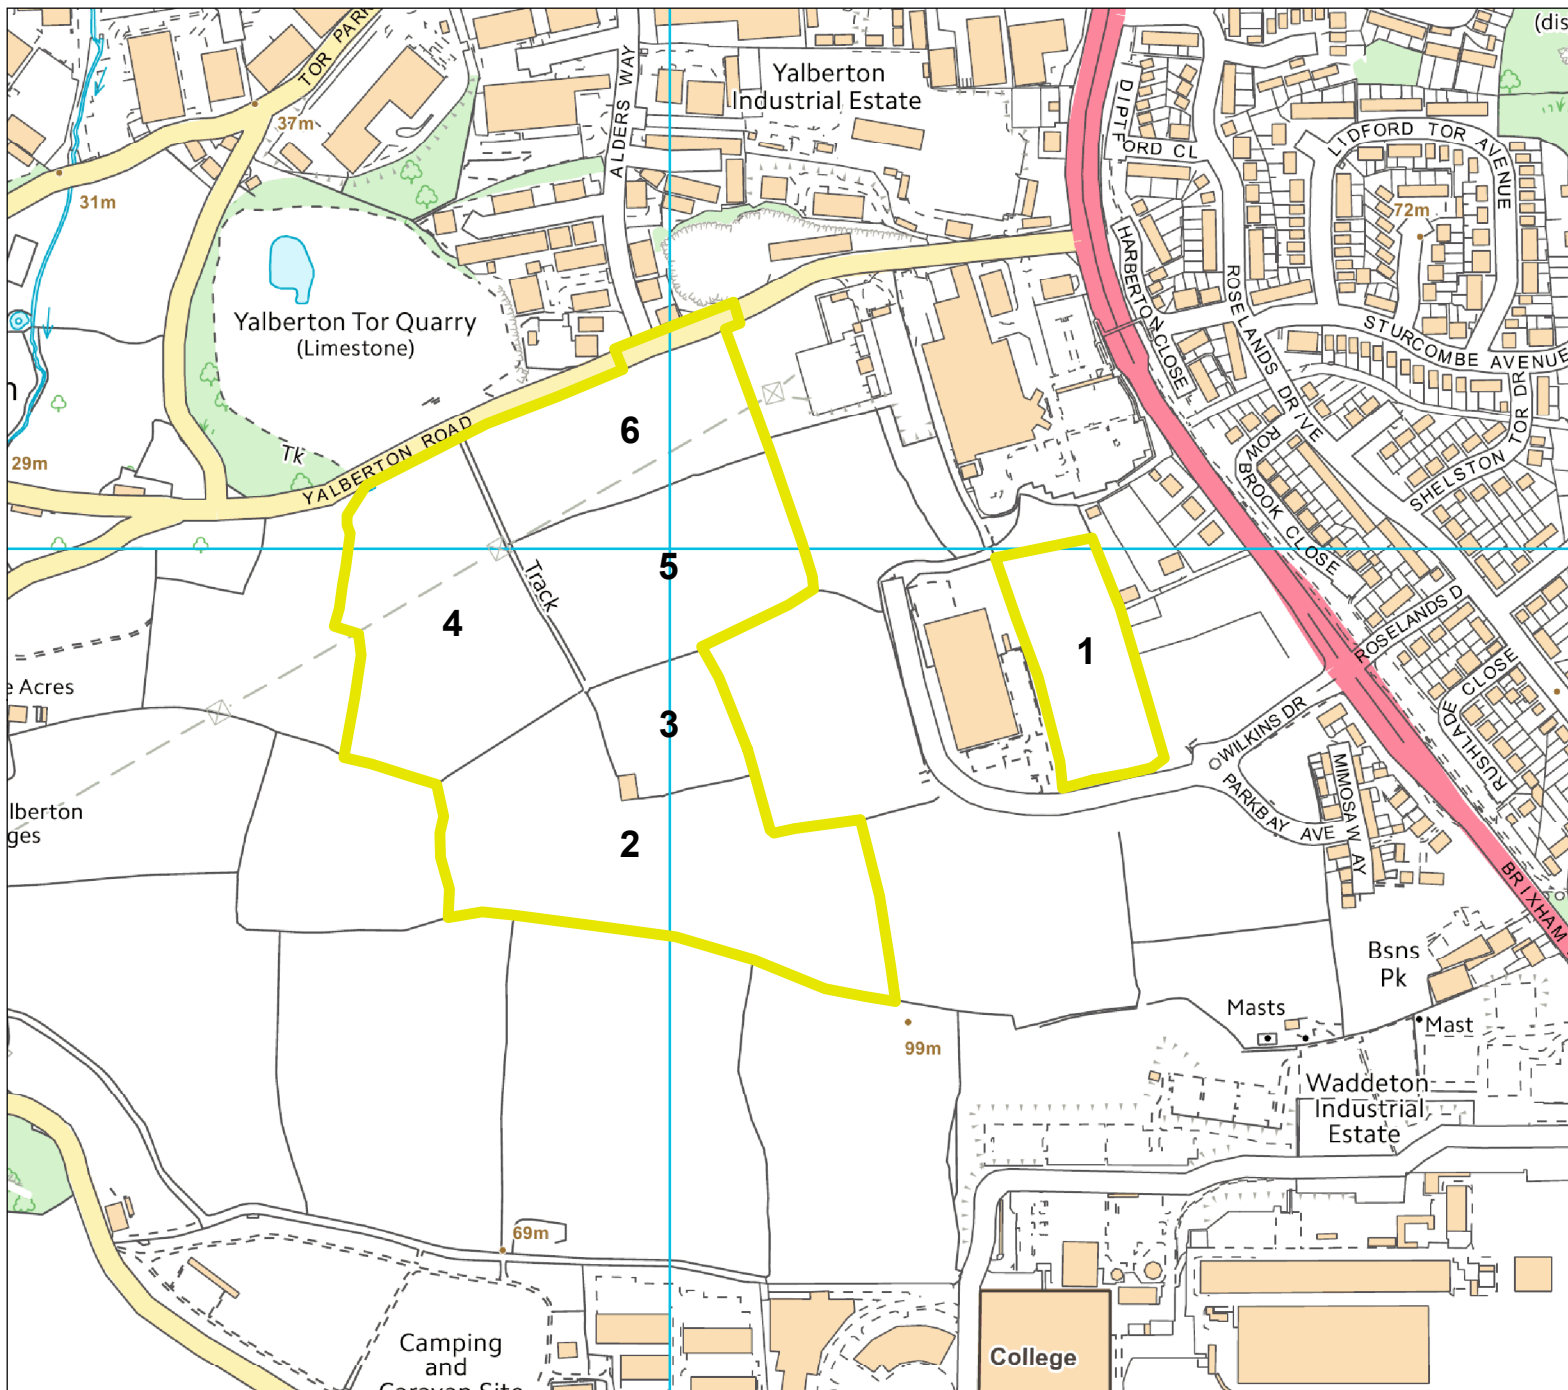 (dis
TOR PARK
37m
31m
ALDERS WAY
Yalberton
Industrial Estate
DIPTFORD CL
LIDFORD TOR AVENUE
72m
HARBERTON CLOSE
ROSELANDS DRIVE
STURCOMBE AVENUE
Yalberton Tor Quarry
(Limestone)
n
29m
Tk
YALBERTON ROAD
6
ROW
BROOK CLOSE
SHELSTON TOR DR
5
Track
4
1
ROSELANDS D
RUSHLADE CLOSE
e Acres
3
WILKINS DR
PARKBAY AVE
MIMOSA WAY
lberton
ges
2
BRIXHAM
Bsns
Pk
Masts
Mast
99m
Waddeton
Industrial
Estate
69m
Camping
and
Caravan Site
College